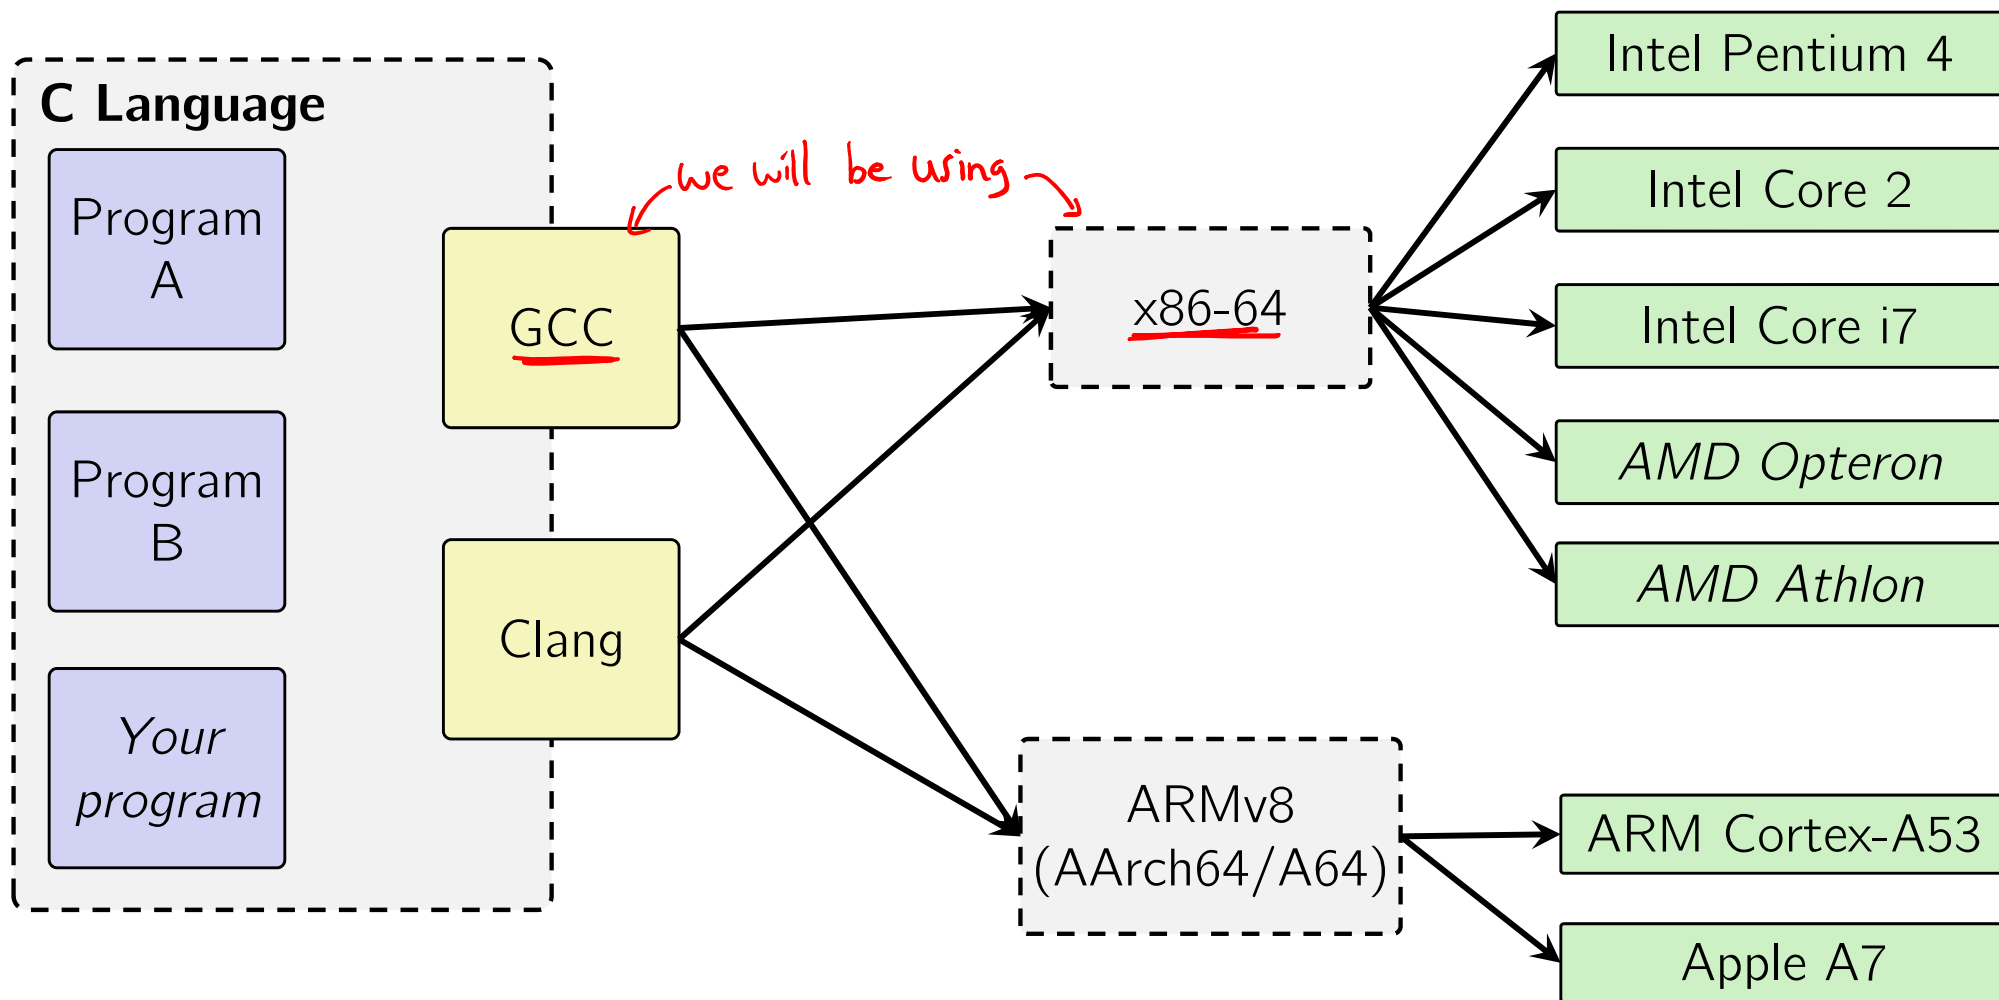 C Language
Program
A
Program
B
Your
program
we will be using
GCC
Clang
x86-64
ARMv8
(AArch64/A64)
Intel Pentium 4
Intel Core 2
Intel Core i7
AMD Opteron
AMD Athlon
ARM Cortex-A53
Apple A7